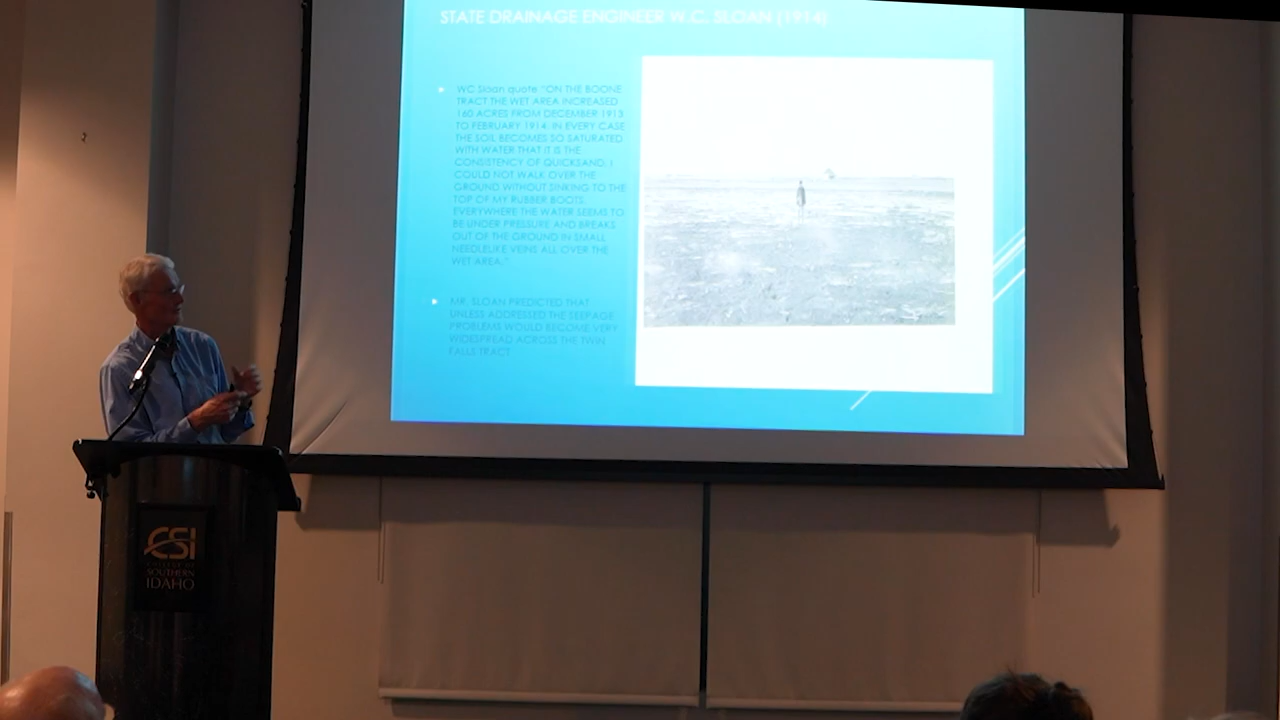 STATE DRAINAGE ENGINEER W.C. SLOAN (1914)
WC Sloan quote "ON THE BOONE
TRACT THE WET AREA INCREASED
160 ACRES FROM DECEMBER 1913
TO FEBRUARY 1914. IN EVERY CASE
THE SOIL BECOMES SO SATURATED
WITH WATER THAT IT IS THE
CONSISTENCY OF QUICKSAND. I
COULD NOT WALK OVER THE
GROUND WITHOUT SINKING TO THE
TOP OF MY RUBBER BOOTS.
EVERYWHERE THE WATER SEEMS TO
BE UNDER PRESSURE AND BREAKS
OUT OF THE GROUND IN SMALL
NEEDLELIKE VEINS ALL OVER THE
WET AREA."
MR. SLOAN PREDICTED THAT
UNLESS ADDRESSED THE SEEPAGE
PROBLEMS WOULD BECOME VERY
WIDESPREAD ACROSS THE TWIN
FALLS TRACT
CSI
COLLEGE OF
SOUTHERN
IDAHO